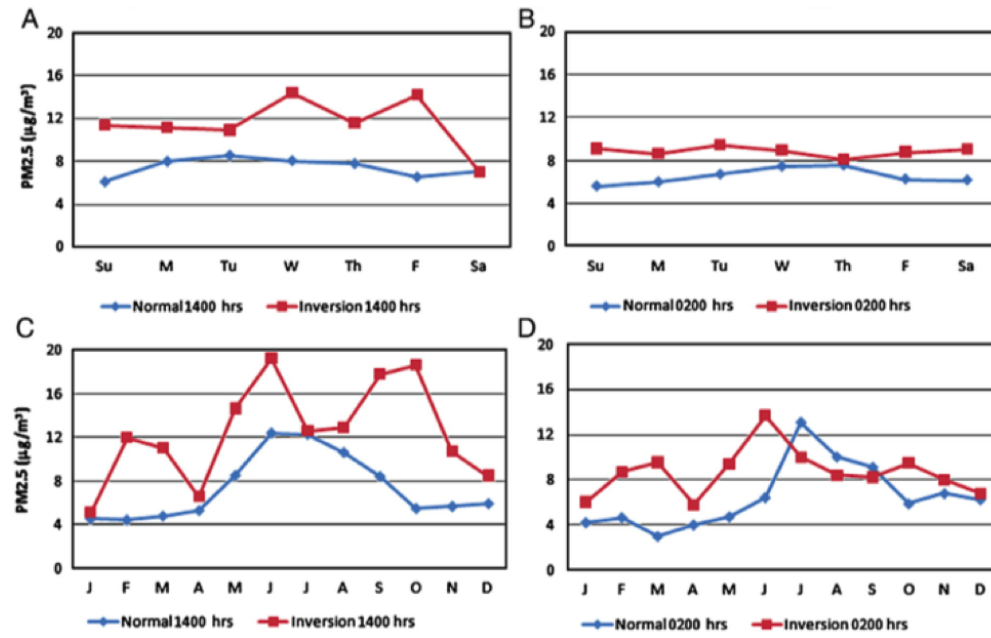 A
20
16
12
8
4
0
PM2.5 (µg/m³)
Su M Tu W Th F Sa
Normal 1400 hrs Inversion 1400 hrs
B
20
16
12
8
4
0
Su M Tu W Th F Sa
Normal 0200 hrs Inversion 0200 hrs
C
20
16
12
8
4
0
PM2.5 (µg/m³)
J F M A M J J A S O N D
Normal 1400 hrs Inversion 1400 hrs
D
20
16
12
8
4
0
J F M A M J J A S O N D
Normal 0200 hrs Inversion 0200 hrs